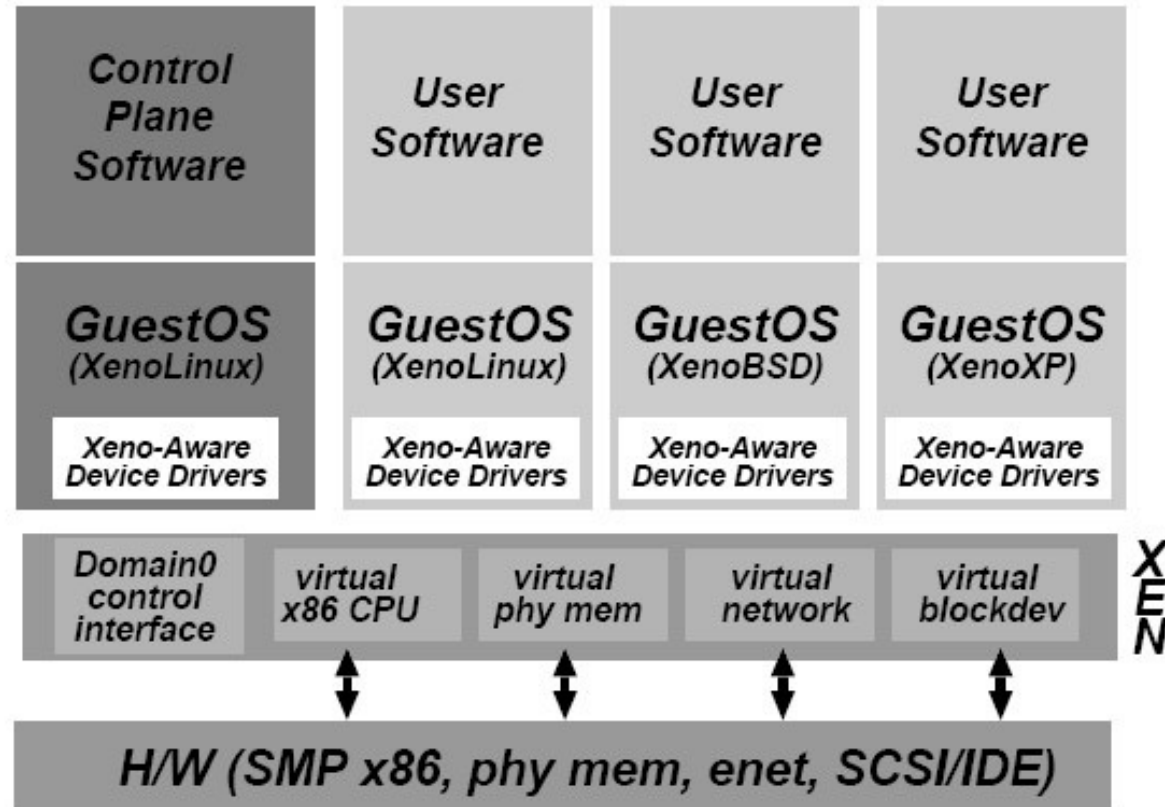 Control
Plane
Software
User
Software
User
Software
User
Software
GuestOS
(XenoLinux)
Xeno-Aware
Device Drivers
GuestOS
(XenoLinux)
Xeno-Aware
Device Drivers
GuestOS
(XenoBSD)
Xeno-Aware
Device Drivers
GuestOS
(XenoXP)
Xeno-Aware
Device Drivers
Domain0
control
interface
virtual
x86 CPU
virtual
phy mem
virtual
network
virtual
blockdev
XEN
H/W (SMP x86, phy mem, enet, SCSI/IDE)